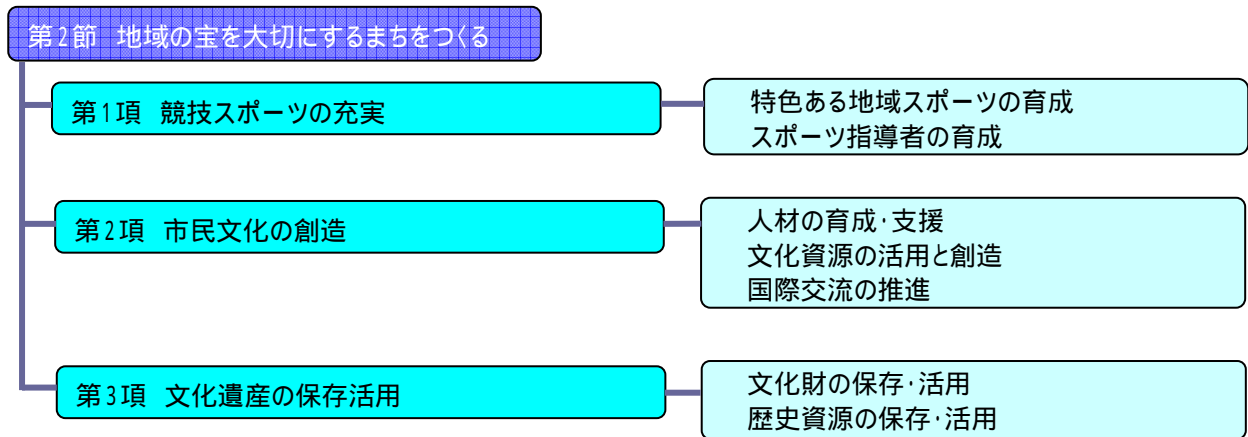 第2節 地域の宝を大切にするまちをつくる
第1項 競技スポーツの充実
特色ある地域スポーツの育成
スポーツ指導者の育成
第2項 市民文化の創造
人材の育成・支援
文化資源の活用と創造
国際交流の推進
第3項 文化遺産の保存活用
文化財の保存・活用
歴史資源の保存・活用